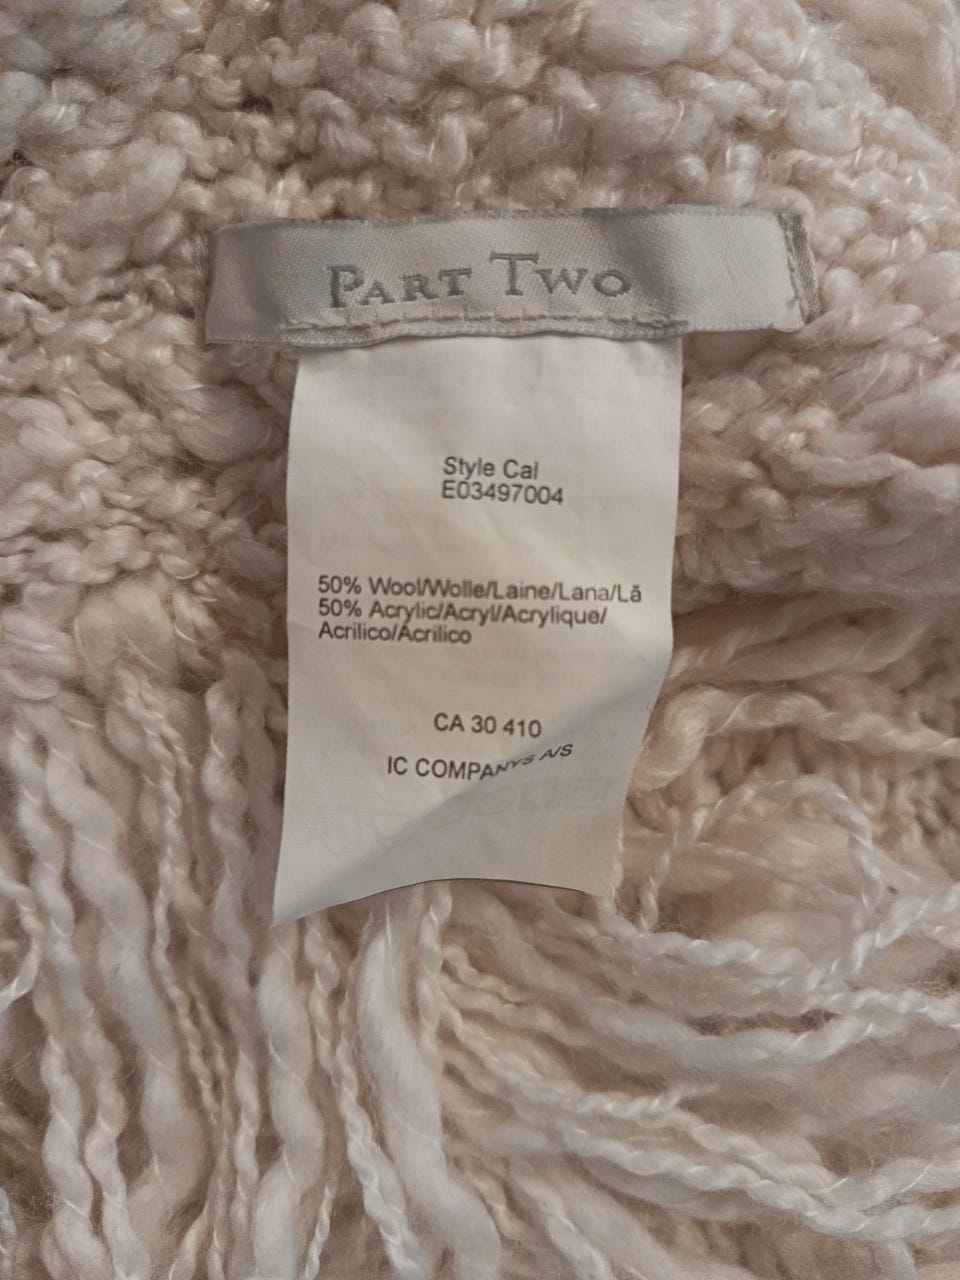 PART TWO
Style Cal
E03497004
50% Wool/Wolle/Laine/Lana/Lã
50% Acrylic/Acryl/Acrylique/
Acrilico/Acrilico
CA 30 410
IC COMPANYS A/S